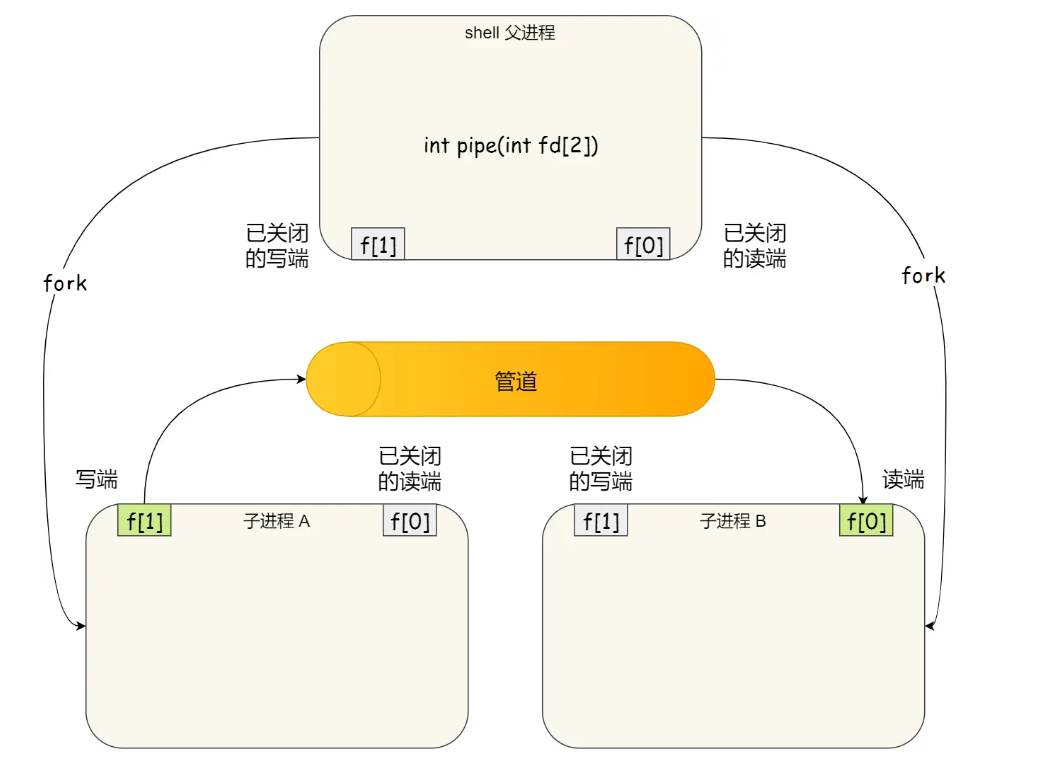 shell 父进程
int pipe(int fd[2])
已关闭
的写端
f[1]
f[0]
已关闭
的读端
fork
fork
管道
写端
已关闭
的读端
已关闭
的写端
读端
f[1]
子进程 A
f[0]
f[1]
子进程 B
f[0]